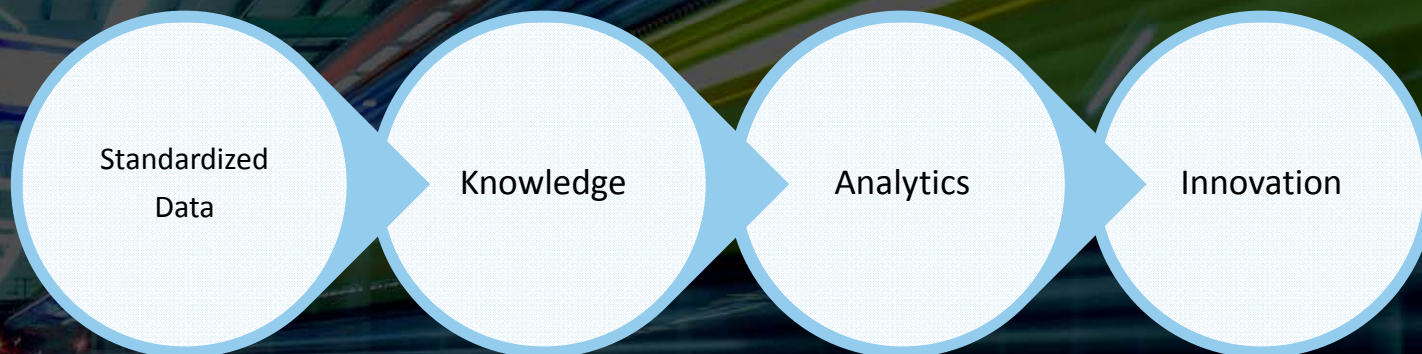 Standardized
Data
Knowledge
Analytics
Innovation